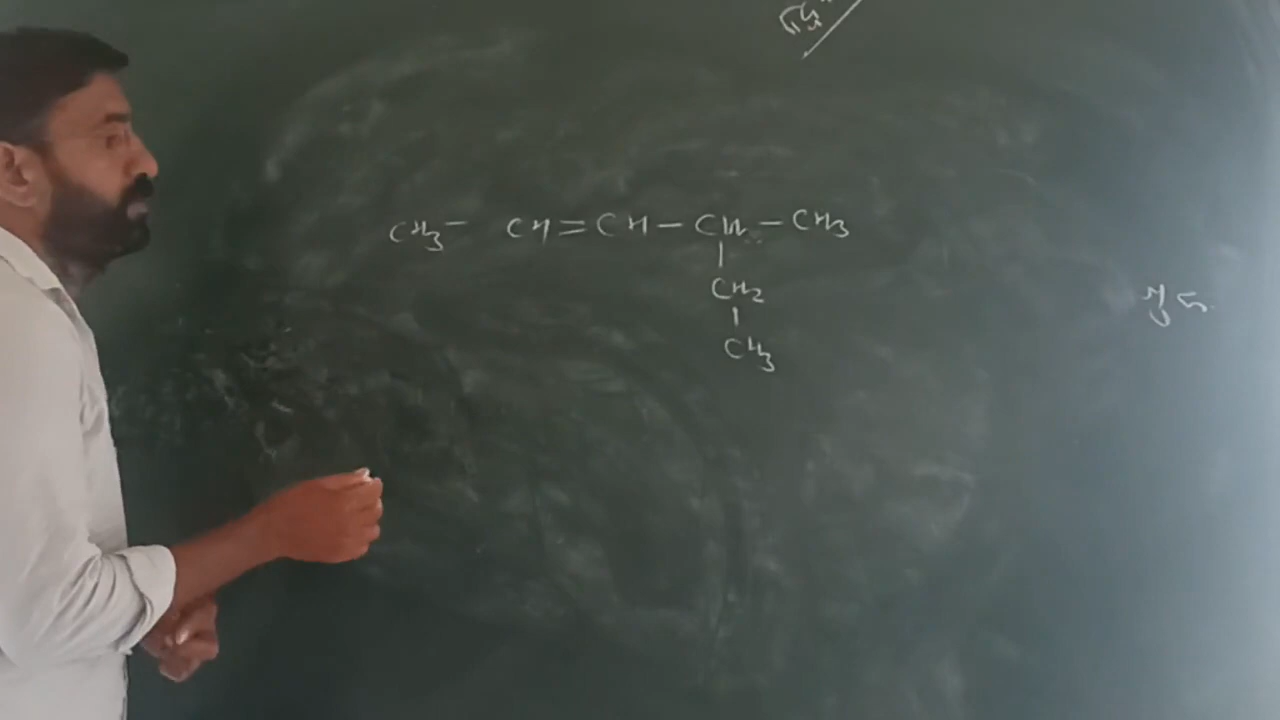 CH3 - CH = CH - CH - CH3
|
CH2
|
CH3